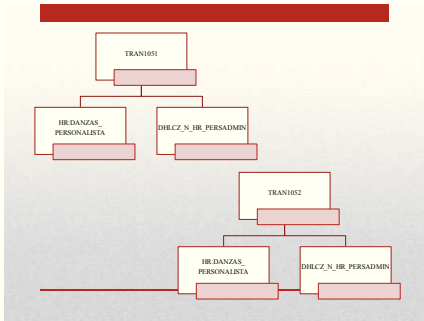 TRAN1051
HR:DANZAS_
PERSONALISTA
DHLCZ_N_HR_PERSADMIN
TRAN1052
HR:DANZAS_
PERSONALISTA
DHLCZ_N_HR_PERSADMIN